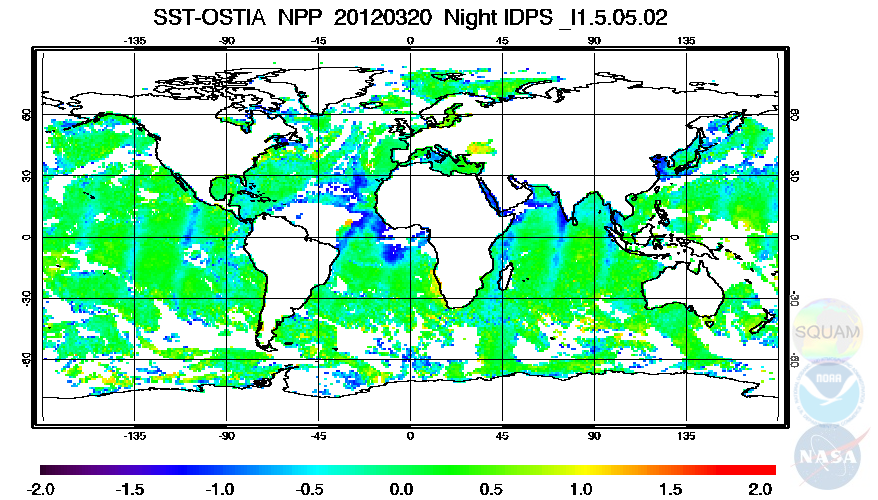 SST-OSTIA NPP 20120320 Night IDPS _I1.5.05.02
-135 -90 -45 0 45 90 135
60 60
30 30
0 0
-30 -30
-60 -60
SQUAM
NOAA
NASA
-135 -90 -45 0 45 90 135
-2.0 -1.5 -1.0 -0.5 0.0 0.5 1.0 1.5 2.0